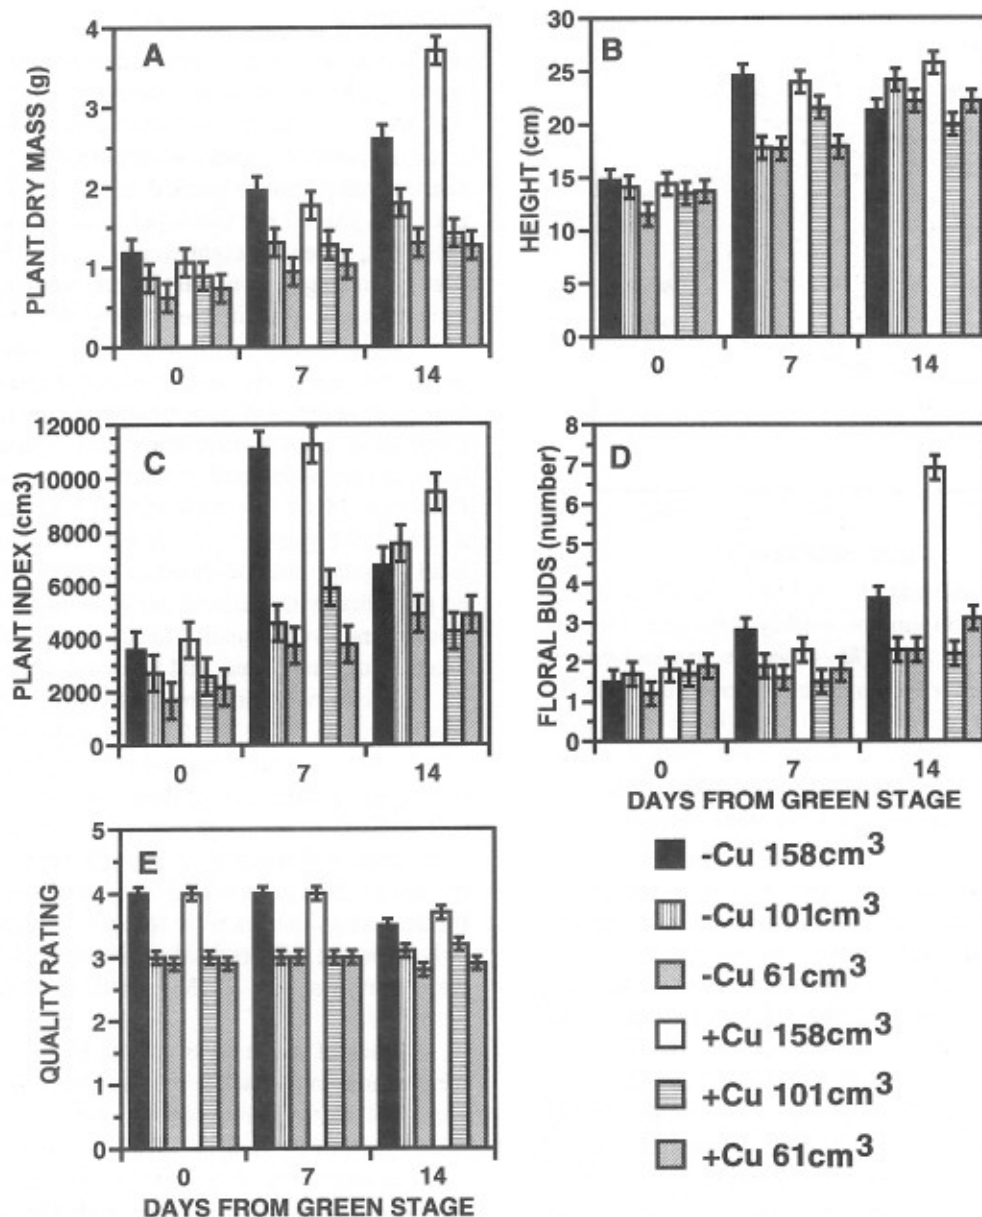 A
PLANT DRY MASS (g)
4
3
2
1
0
0 7 14
B
HEIGHT (cm)
30
25
20
15
10
5
0
0 7 14
C
PLANT INDEX (cm3)
12000
10000
8000
6000
4000
2000
0
0 7 14
D
FLORAL BUDS (number)
8
7
6
5
4
3
2
1
0
0 7 14
DAYS FROM GREEN STAGE
E
QUALITY RATING
5
4
3
2
1
0
0 7 14
DAYS FROM GREEN STAGE
-Cu 158cm³
-Cu 101cm³
-Cu 61cm³
+Cu 158cm³
+Cu 101cm³
+Cu 61cm³